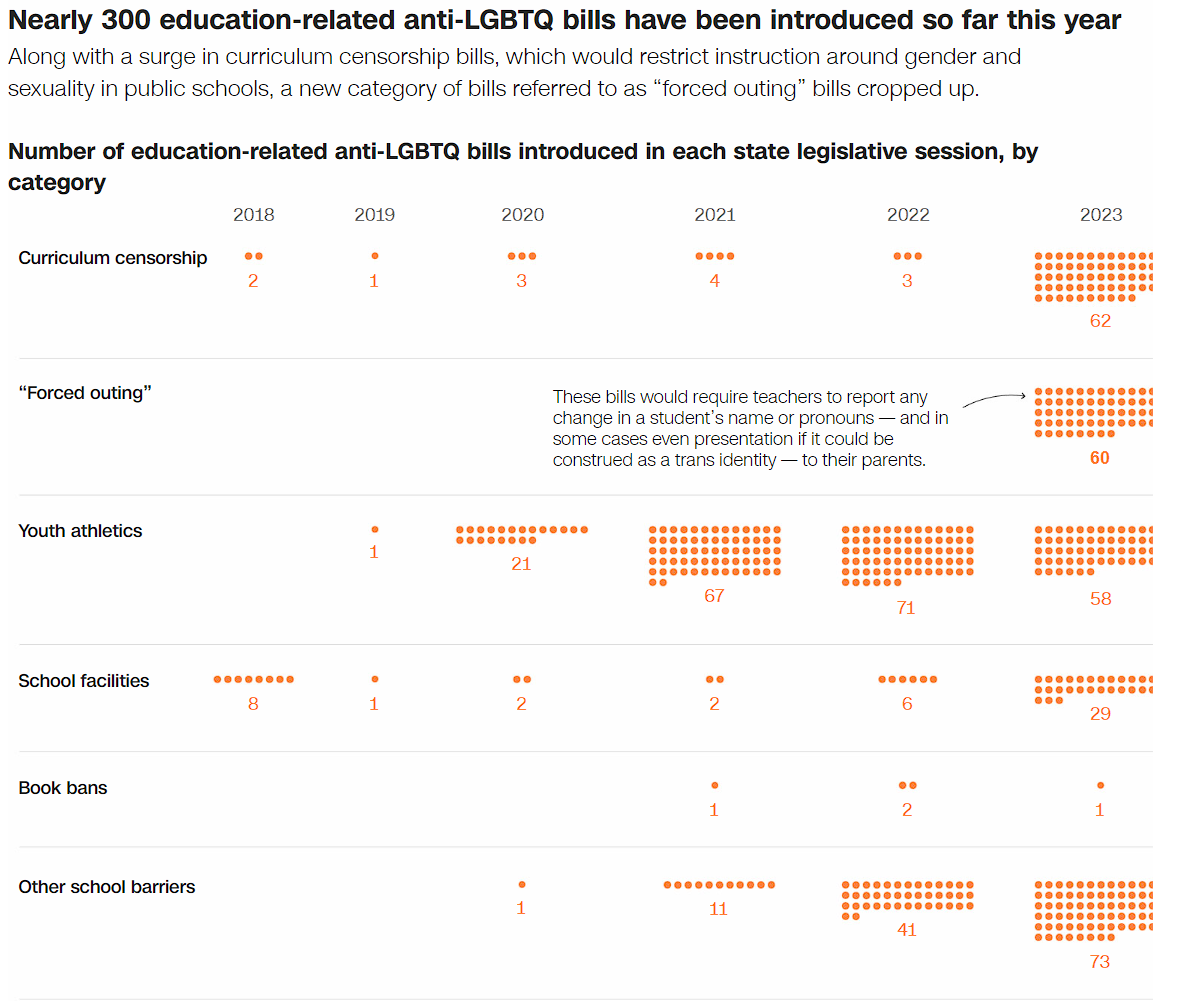 Nearly 300 education-related anti-LGBTQ bills have been introduced so far this year
Along with a surge in curriculum censorship bills, which would restrict instruction around gender and
sexuality in public schools, a new category of bills referred to as “forced outing” bills cropped up.
Number of education-related anti-LGBTQ bills introduced in each state legislative session, by
category
2018 2019 2020 2021 2022 2023
Curriculum censorship
2 1 3 4 3 62
“Forced outing”
These bills would require teachers to report any
change in a student’s name or pronouns — and in
some cases even presentation if it could be
construed as a trans identity — to their parents.
60
Youth athletics
1 21 67 71 58
School facilities
8 1 2 2 6 29
Book bans
1 2 1
Other school barriers
1 11 41 73